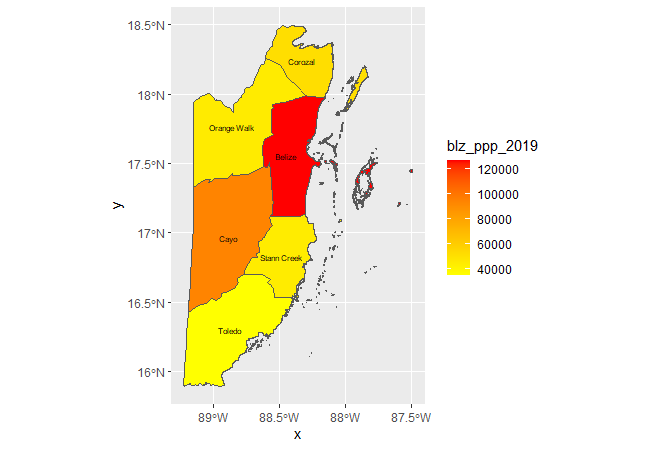 18.5°N
18°N
17.5°N
17°N
16.5°N
16°N
y
Corozal
Orange Walk
Belize
Cayo
Stann Creek
Toledo
89°W
88.5°W
88°W
87.5°W
x
blz_ppp_2019
120000
100000
80000
60000
40000